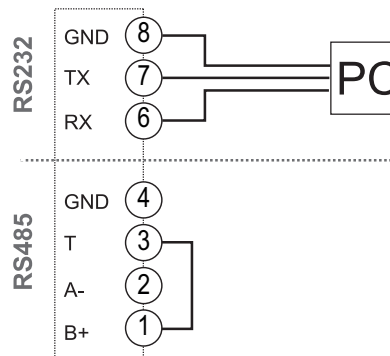 RS232
GND 8
TX 7
RX 6
PC
RS485
GND 4
T 3
A- 2
B+ 1